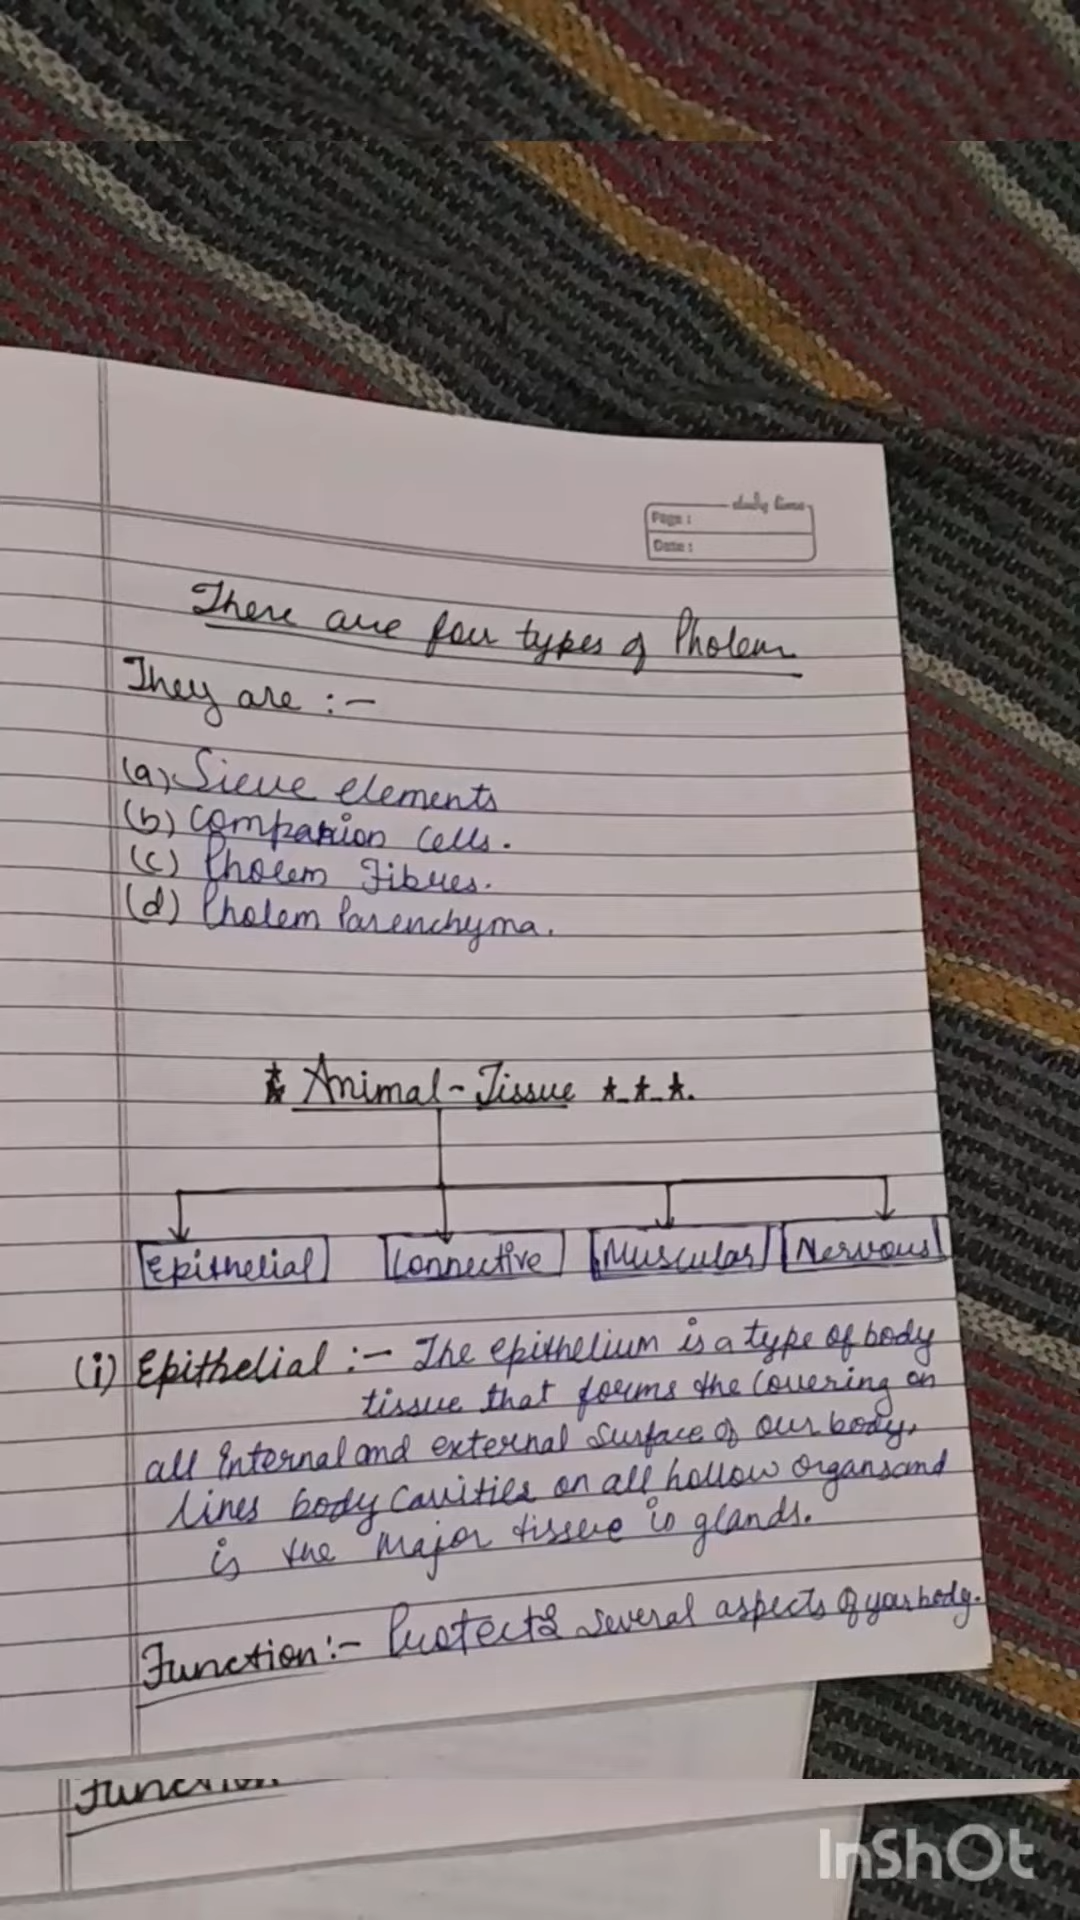 study time
Page :
Date :
There are four types of Pholem
They are :-
(a) Sieve elements
(b) Companion cells.
(c) Pholem Fibres.
(d) Pholem Parenchyma.
Animal-Tissue
Epithelial Connective Muscular Nervous
(i) Epithelial :- The epithelium is a type of body
tissue that forms the covering on
all internal and external surface of our body,
lines body cavities on all hollow organs and
is the major tissue in glands.
Function :- Protects several aspects of your body.
Function
InShOt